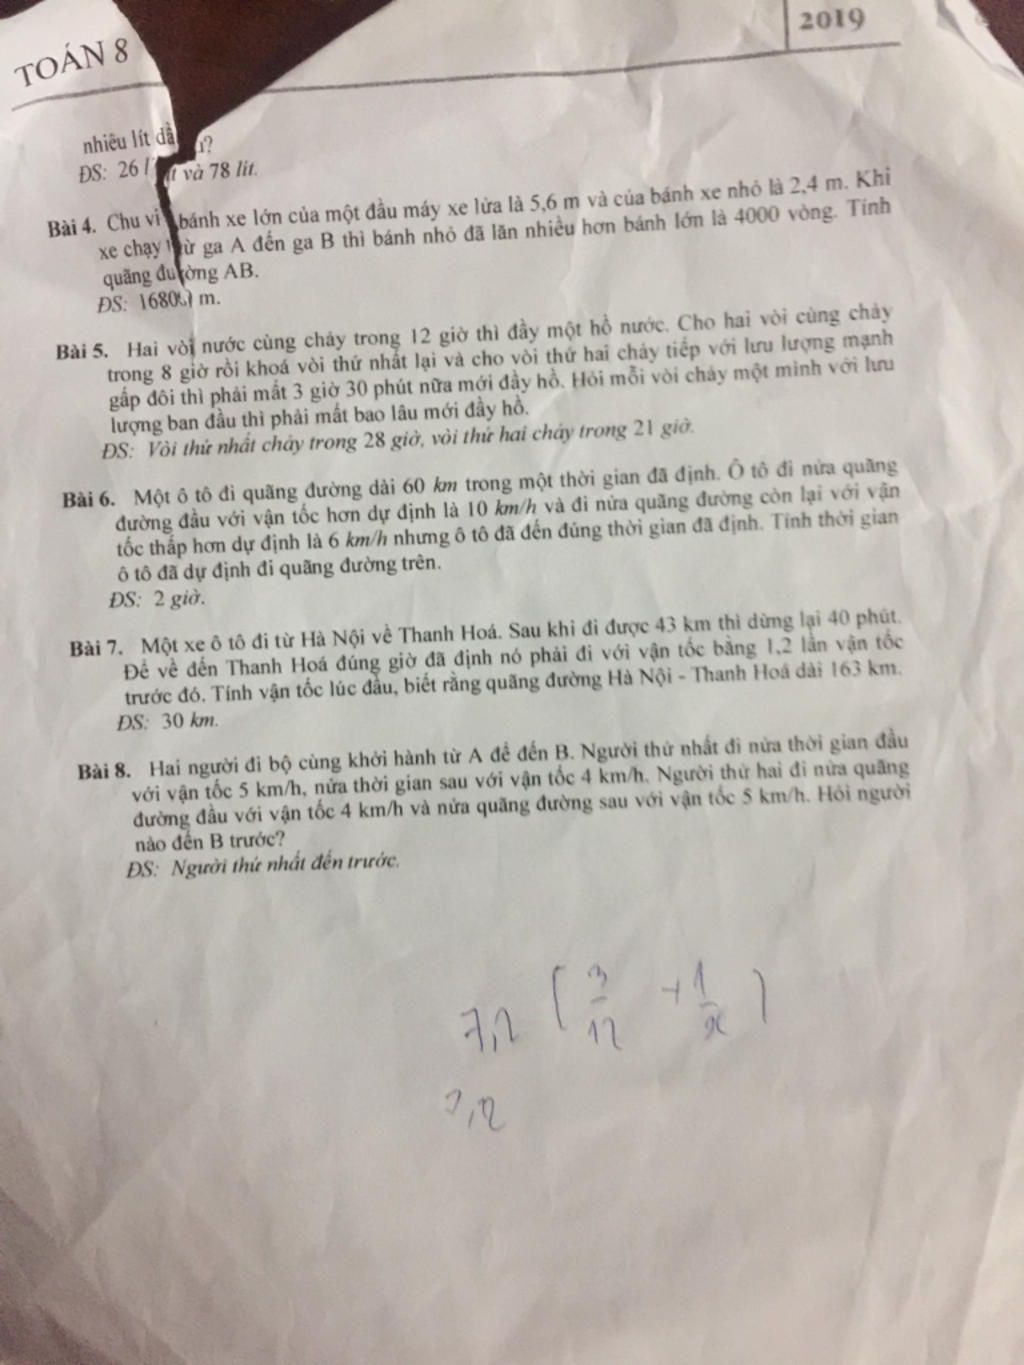 TOÁN 8
2019
nhiêu lít
ĐS: 26 và 78 lít.
Bài 4. Chu vi bánh xe lớn của một đầu máy xe lửa là 5,6 m và của bánh xe nhỏ là 2,4 m. Khi
xe chạy từ ga A đến ga B thì bánh nhỏ đã lăn nhiều hơn bánh lớn là 4000 vòng. Tính
quãng đường AB.
ĐS: 16800 m.
Bài 5. Hai vòi nước cùng chảy trong 12 giờ thì đầy một hồ nước. Cho hai vòi cùng chảy
trong 8 giờ rồi khoá vòi thứ nhất lại và cho vòi thứ hai chảy tiếp với lưu lượng mạnh
gấp đôi thì phải mất 3 giờ 30 phút nữa mới đầy hồ. Hỏi mỗi vòi chảy một mình với lưu
lượng ban đầu thì phải mất bao lâu mới đầy hồ.
ĐS: Vòi thứ nhất chảy trong 28 giờ, vòi thứ hai chảy trong 21 giờ.
Bài 6. Một ô tô đi quãng đường dài 60 km trong một thời gian đã định. Ô tô đi nửa quãng
đường đầu với vận tốc hơn dự định là 10 km/h và đi nửa quãng đường còn lại với vận
tốc thấp hơn dự định là 6 km/h nhưng ô tô đã đến đúng thời gian đã định. Tính thời gian
ô tô đã dự định đi quãng đường trên.
ĐS: 2 giờ.
Bài 7. Một xe ô tô đi từ Hà Nội về Thanh Hoá. Sau khi đi được 43 km thì dừng lại 40 phút.
Để về đến Thanh Hoá đúng giờ đã định nó phải đi với vận tốc bằng 1,2 lần vận tốc
trước đó. Tính vận tốc lúc đầu, biết rằng quãng đường Hà Nội - Thanh Hoá dài 163 km.
ĐS: 30 km.
Bài 8. Hai người đi bộ cùng khởi hành từ A để đến B. Người thứ nhất đi nửa thời gian đầu
với vận tốc 5 km/h, nửa thời gian sau với vận tốc 4 km/h. Người thứ hai đi nửa quãng
đường đầu với vận tốc 4 km/h và nửa quãng đường sau với vận tốc 5 km/h. Hỏi người
nào đến B trước?
ĐS: Người thứ nhất đến trước.